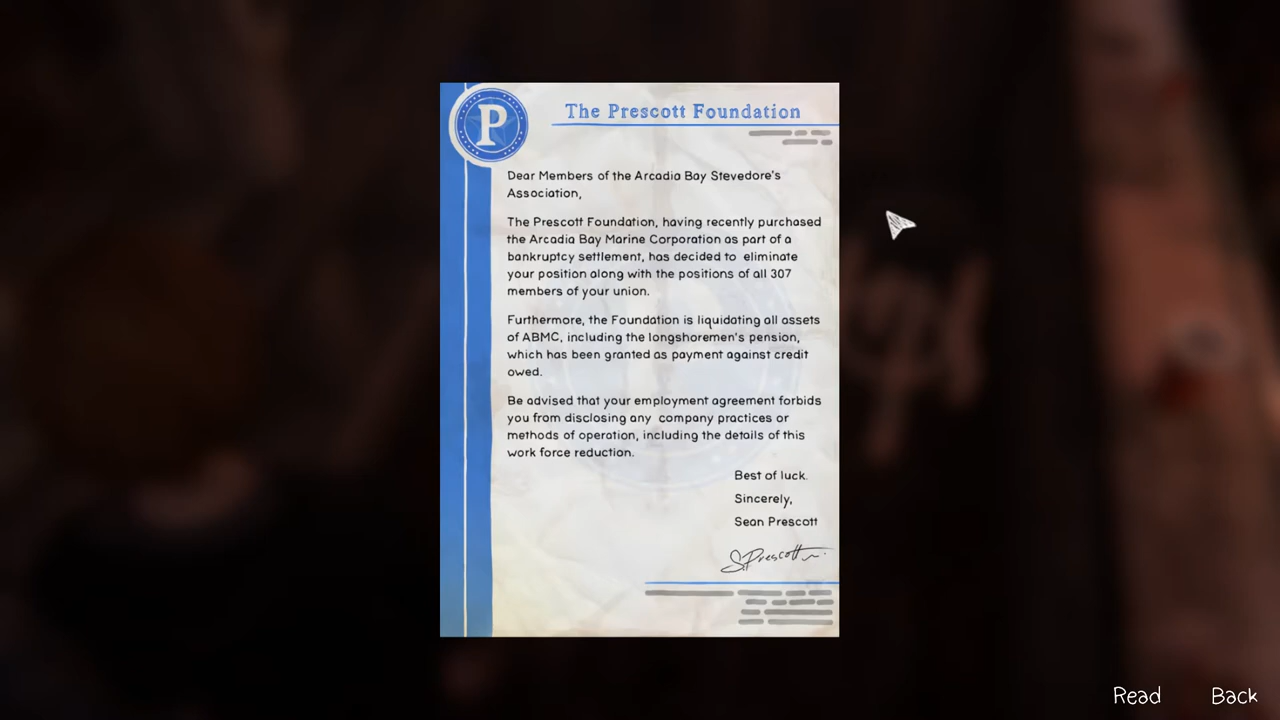 P
The Prescott Foundation
Dear Members of the Arcadia Bay Stevedore's
Association,
The Prescott Foundation, having recently purchased
the Arcadia Bay Marine Corporation as part of a
bankruptcy settlement, has decided to eliminate
your position along with the positions of all 307
members of your union.
Furthermore, the Foundation is liquidating all assets
of ABMC, including the longshoremen's pension,
which has been granted as payment against credit
owed.
Be advised that your employment agreement forbids
you from disclosing any company practices or
methods of operation, including the details of this
work force reduction.
Best of luck.
Sincerely,
Sean Prescott
S. Prescott
Read Back